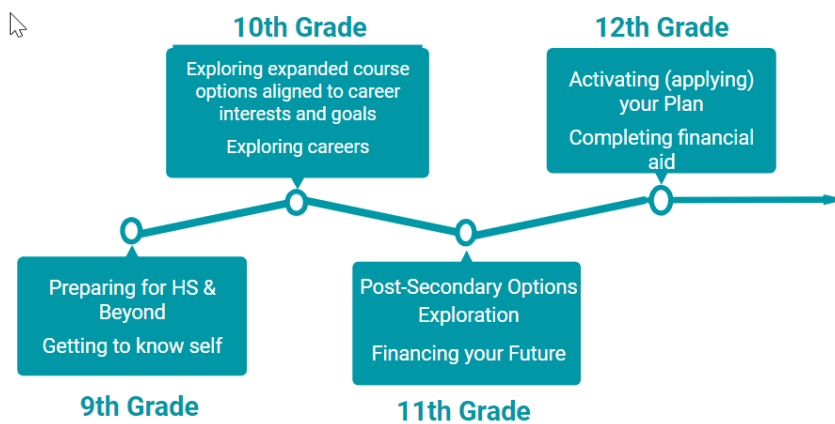 10th Grade
Exploring expanded course
options aligned to career
interests and goals
Exploring careers
12th Grade
Activating (applying)
your Plan
Completing financial
aid
Preparing for HS &
Beyond
Getting to know self
9th Grade
Post-Secondary Options
Exploration
Financing your Future
11th Grade